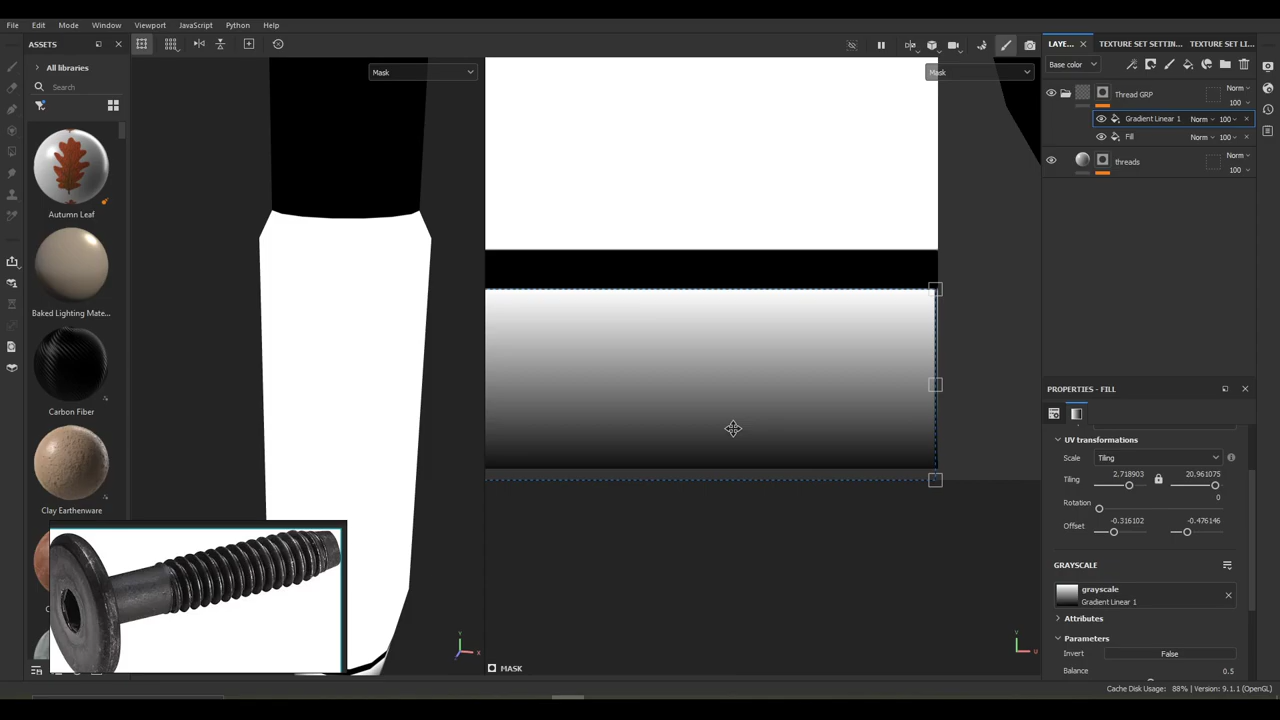 File Edit Mode Window Viewport JavaScript Python Help
ASSETS
All libraries
Search
Autumn Leaf
Baked Lighting Mate...
Carbon Fiber
Clay Earthenware
Mask
Mask
MASK
Y
X
V
U
LAYE... TEXTURE SET SETTIN... TEXTURE SET LI...
Base color
Thread GRP
Norm
100
Gradient Linear 1 Norm 100
Fill Norm 100
threads
Norm
100
PROPERTIES - FILL
UV transformations
Scale Tiling
Tiling 2.718903 20.961075
Rotation 0
Offset -0.316102 -0.476146
GRAYSCALE
grayscale
Gradient Linear 1
Attributes
Parameters
Invert False
Balance 0.5
Cache Disk Usage: 88% | Version: 9.1.1 (OpenGL)